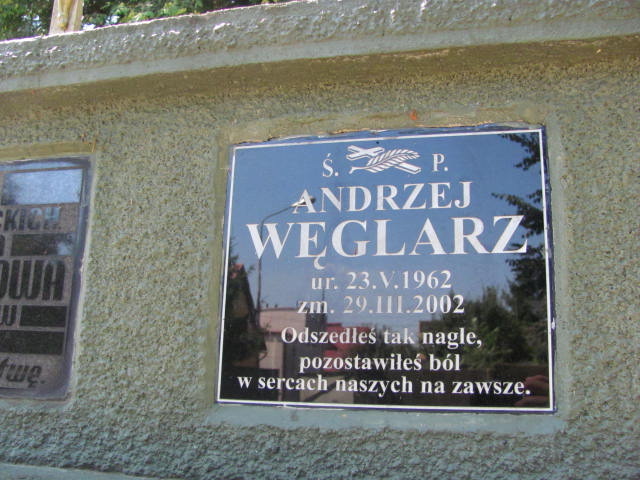 Ś. P.
ANDRZEJ
WĘGLARZ
ur. 23.V.1962
zm. 29.III.2002
Odszedłeś tak nagle,
pozostawiłeś ból
w sercach naszych na zawsze.